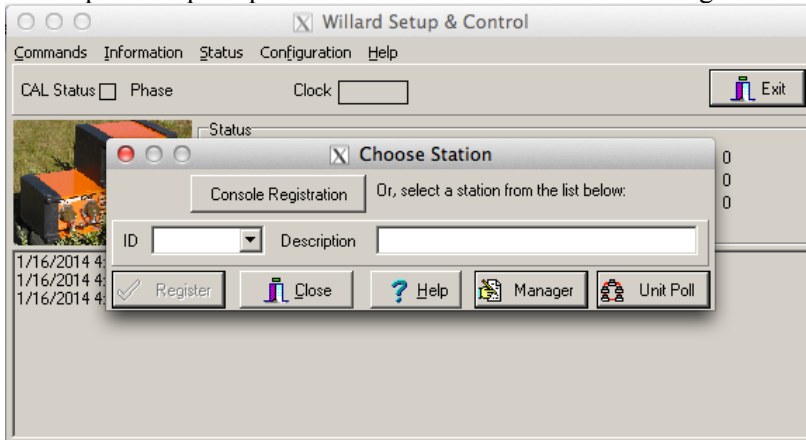 Willard Setup & Control
Commands Information Status Configuration Help
CAL Status Phase Clock Exit
Status
Choose Station
0
Console Registration Or, select a station from the list below:
0
0
ID Description
1/16/2014 4:
1/16/2014 4:
1/16/2014 4:
Register Close Help Manager Unit Poll